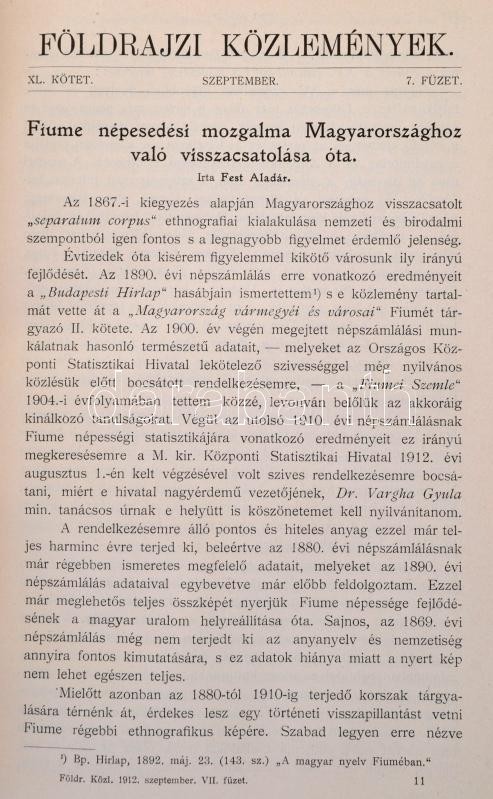 FÖLDRAJZI KÖZLEMÉNYEK.
XL. KÖTET. SZEPTEMBER. 7. FÜZET.
Fiume népesedési mozgalma Magyarországhoz
való visszacsatolása óta.
Irta Fest Aladár.
Az 1867.-i kiegyezés alapján Magyarországhoz visszacsatolt
„separatum corpus“ ethnografiai kialakulása nemzeti és birodalmi
szempontból igen fontos s a legnagyobb figyelmet érdemlő jelenség.
Évtizedek óta kisérem figyelemmel kikötő városunk ily irányú
fejlődését. Az 1890. évi népszámlálás erre vonatkozó eredményeit
a „Budapesti Hirlap“ hasábjain ismertettem¹) s e közlemény tartal-
mát vette át a „Magyarország vármegyéi és városai“ Fiumét tár-
gyazó II. kötete. Az 1900. év végén megejtett népszámlálási mun-
kálatnak hasonló természetű adatait, — melyeket az Országos Köz-
ponti Statisztikai Hivatal lekötelező szivességgel még nyilvános
közlésük előtt bocsátott rendelkezésemre, — a „Fiumei Szemle“
1904.-i évfolyamában tettem közzé, levonván belőlük az akkoráig
kinálkozó tanulságokat. Végül az utolsó 1910. évi népszámlálásnak
Fiume népességi statisztikájára vonatkozó eredményeit ez irányú
megkeresésemre a M. kir. Központi Statisztikai Hivatal 1912. évi
augusztus 1.-én kelt végzésével volt szives rendelkezésemre bocsá-
tani, miért e hivatal nagyérdemű vezetőjének, Dr. Vargha Gyula
min. tanácsos úrnak e helyütt is köszönetemet kell nyilvánitanom.
A rendelkezésemre álló pontos és hiteles anyag ezzel már tel-
jes harminc évre terjed ki, beleértve az 1880. évi népszámlálásnak
már régebben ismeretes megfelelő adatait, melyeket az 1890. évi
népszámlálás adataival egybevetve már előbb feldolgoztam. Ezzel
már meglehetős teljes összképét nyerjük Fiume népessége fejlődé-
sének a magyar uralom helyreállítása óta. Sajnos, az 1869. évi
népszámlálás még nem terjedt ki az anyanyelv és nemzetiség
annyira fontos kimutatására, s ez adatok hiánya miatt a nyert kép
nem lehet egészen teljes.
Mielőtt azonban az 1880-tól 1910-ig terjedő korszak tárgya-
lására térnénk át, érdekes lesz egy történeti visszapillantást vetni
Fiume régebbi ethnografikus képére. Szabad legyen erre nézve
¹) Bp. Hirlap, 1892. máj. 23. (143. sz.) „A magyar nyelv Fiuméban.“
Földr. Közl. 1912. szeptember. VII. füzet. 11
darabanth